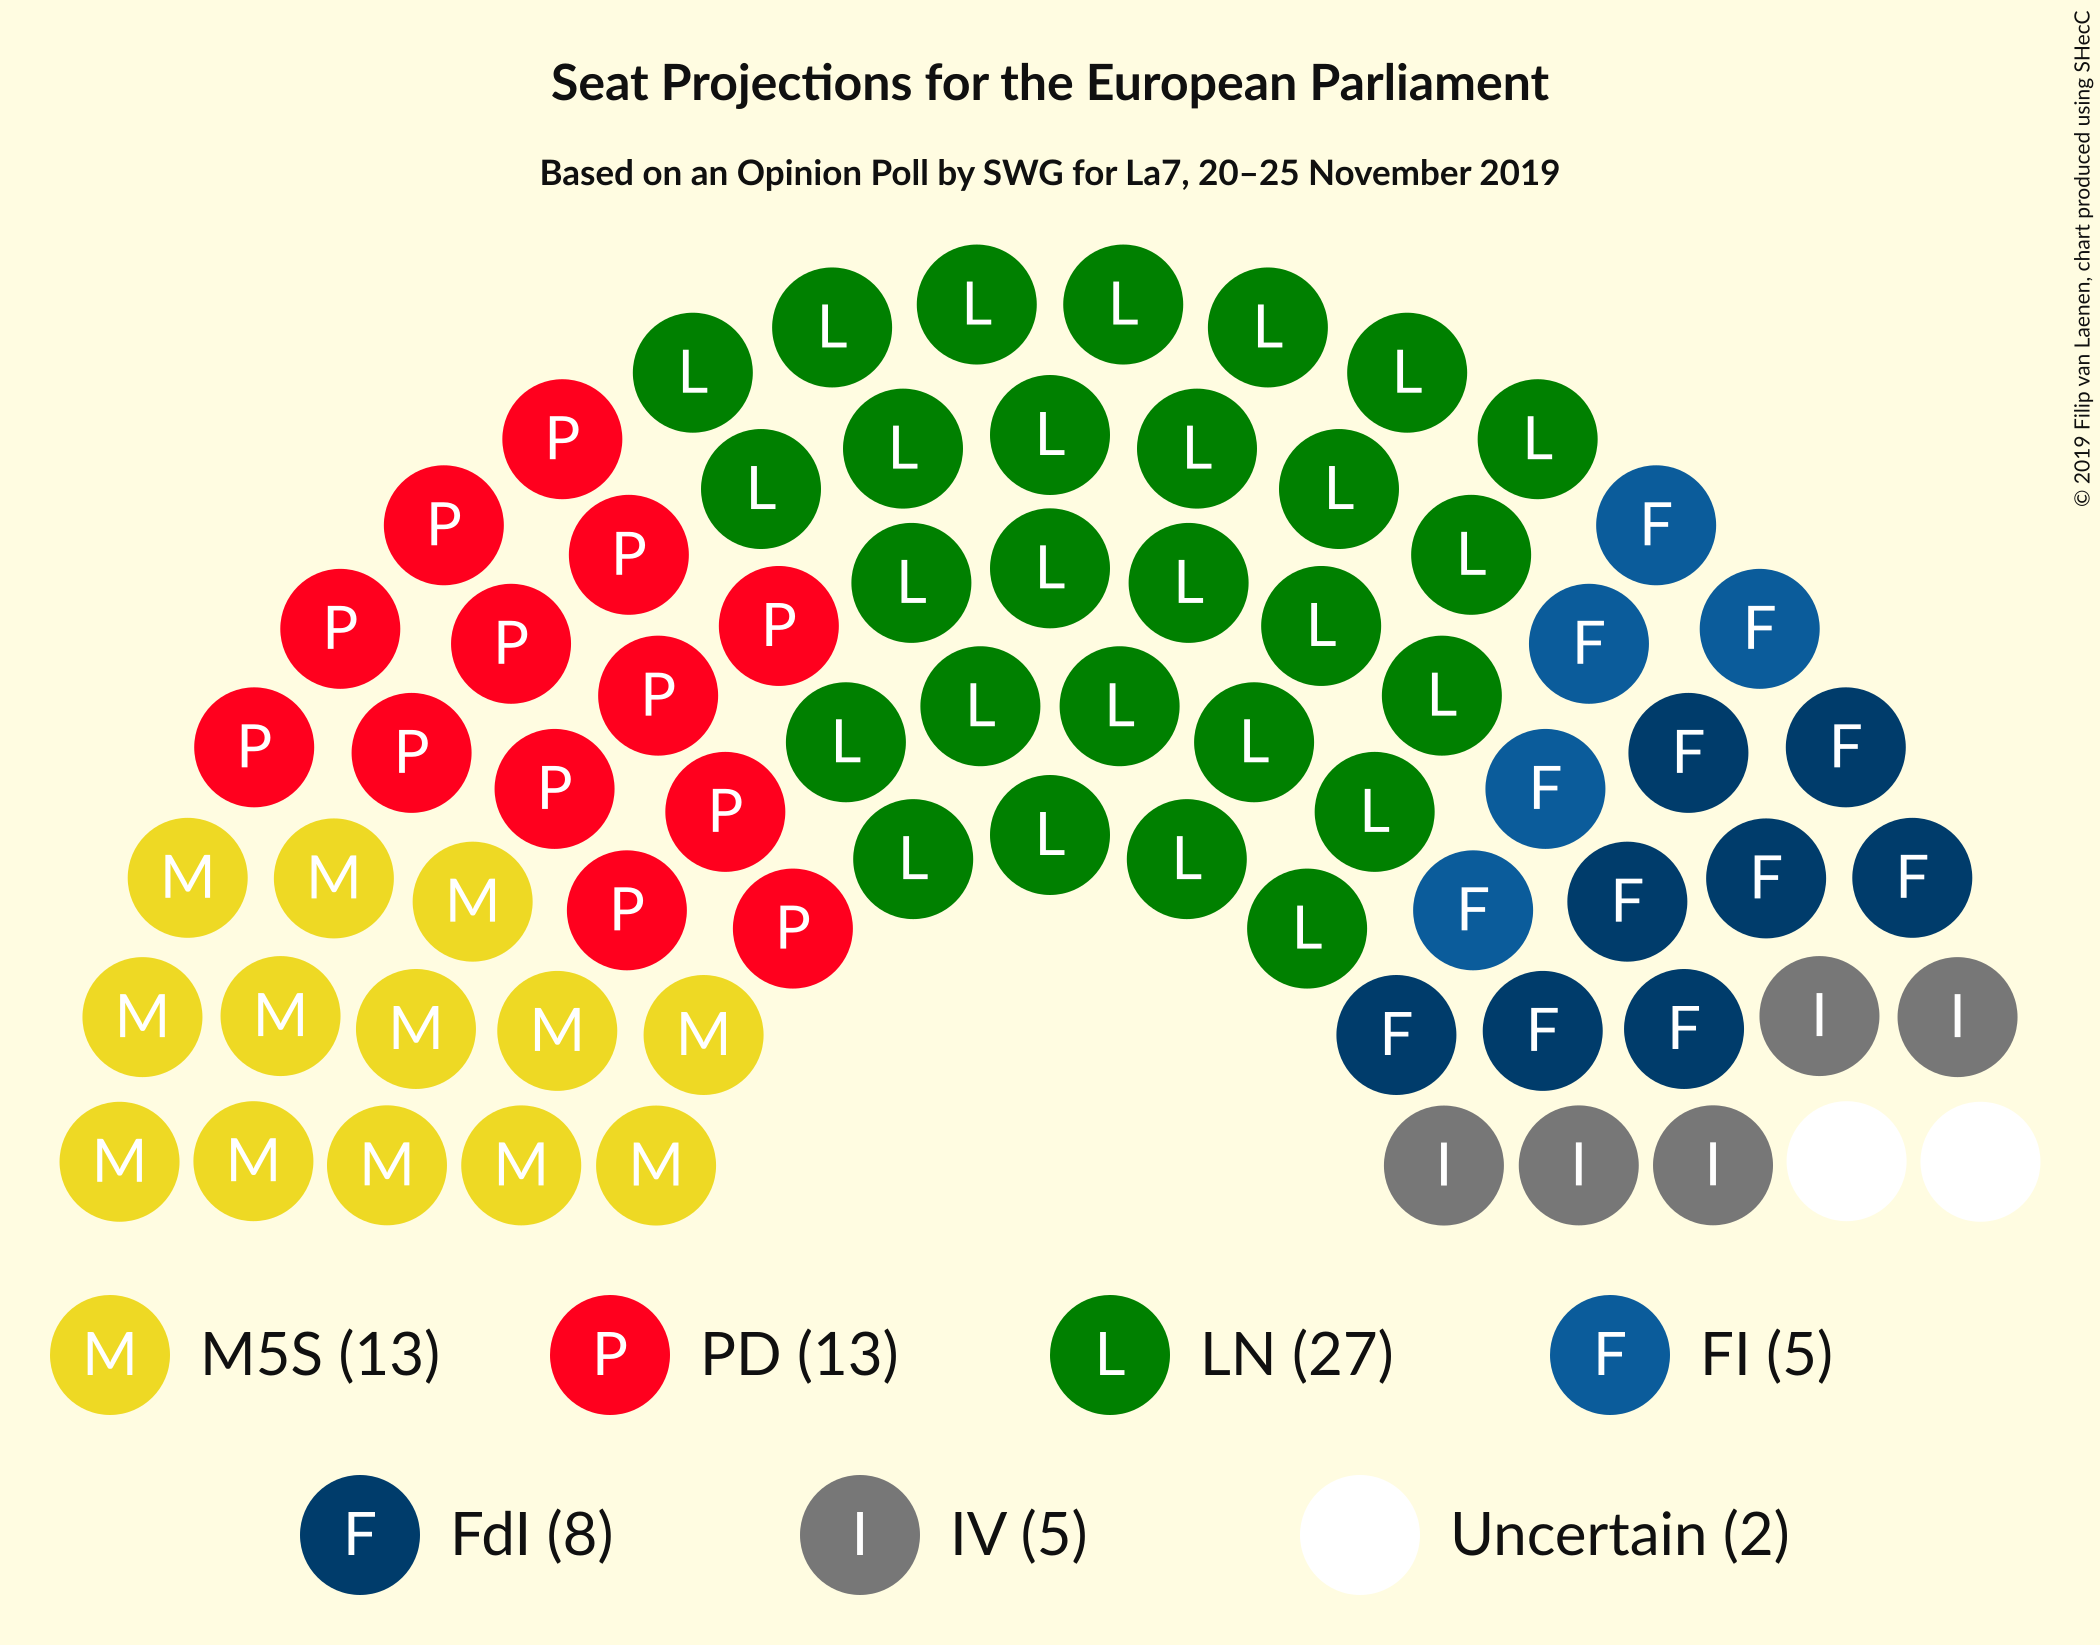 Seat Projections for the European Parliament
Based on an Opinion Poll by SWG for La7, 20–25 November 2019
© 2019 Filip van Laenen, chart produced using SHecC
L L L L
L L L
P L L L L L
P P L L L F
P P P L L L L L F F
P P P P L L L L L L F F F
M M M P P L L L L F F F F
P L
M M M M M F F F I I
M M M M M I I I
M M5S (13) P PD (13) L LN (27) F FI (5)
F FdI (8) I IV (5) Uncertain (2)